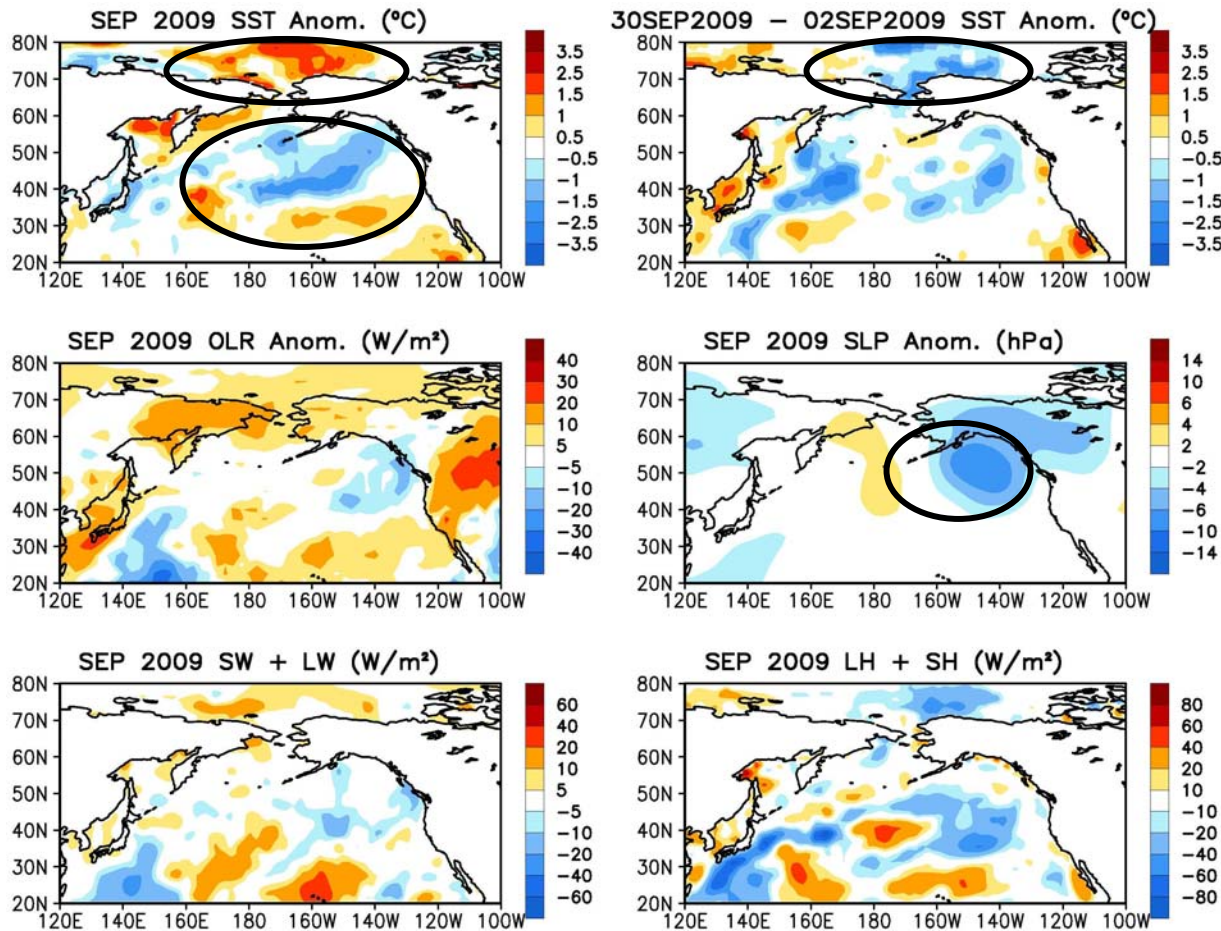 SEP 2009 SST Anom. (ºC)
80N
70N
60N
50N
40N
30N
20N
120E 140E 160E 180 160W 140W 120W 100W
3.5
2.5
1.5
1
0.5
−0.5
−1
−1.5
−2.5
−3.5
30SEP2009 − 02SEP2009 SST Anom. (ºC)
80N
70N
60N
50N
40N
30N
20N
120E 140E 160E 180 160W 140W 120W 100W
3.5
2.5
1.5
1
0.5
−0.5
−1
−1.5
−2.5
−3.5
SEP 2009 OLR Anom. (W/m²)
80N
70N
60N
50N
40N
30N
20N
120E 140E 160E 180 160W 140W 120W 100W
40
30
20
10
5
−5
−10
−20
−30
−40
SEP 2009 SLP Anom. (hPa)
80N
70N
60N
50N
40N
30N
20N
120E 140E 160E 180 160W 140W 120W 100W
14
10
6
4
2
−2
−4
−6
−10
−14
SEP 2009 SW + LW (W/m²)
80N
70N
60N
50N
40N
30N
20N
120E 140E 160E 180 160W 140W 120W 100W
60
40
20
10
5
−5
−10
−20
−40
−60
SEP 2009 LH + SH (W/m²)
80N
70N
60N
50N
40N
30N
20N
120E 140E 160E 180 160W 140W 120W 100W
80
60
40
20
10
−10
−20
−40
−60
−80